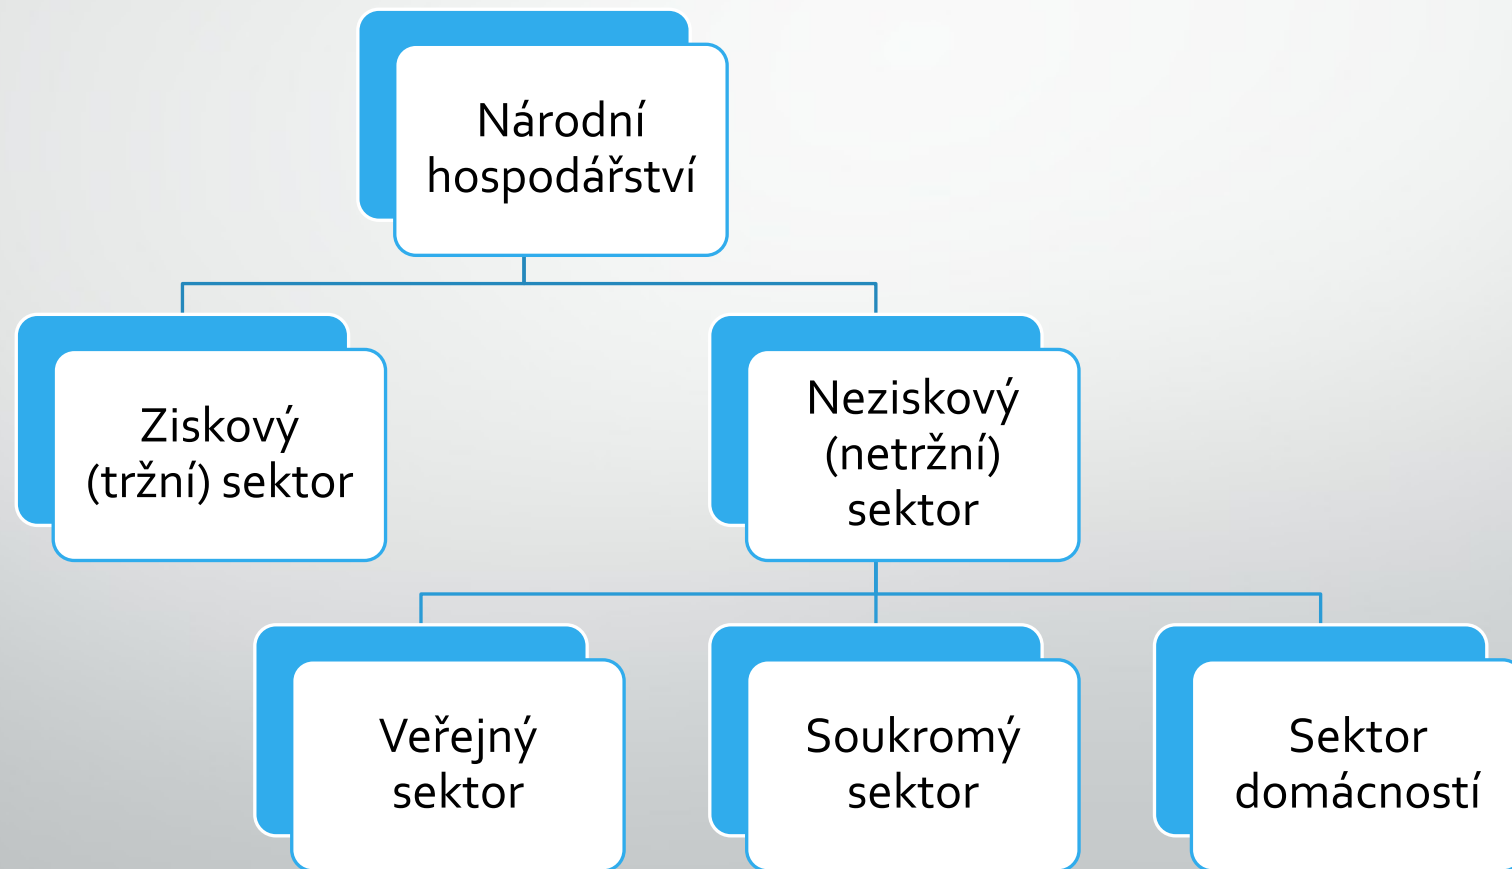 Národní
hospodářství
Ziskový
(tržní) sektor
Neziskový
(netržní)
sektor
Veřejný
sektor
Soukromý
sektor
Sektor
domácností